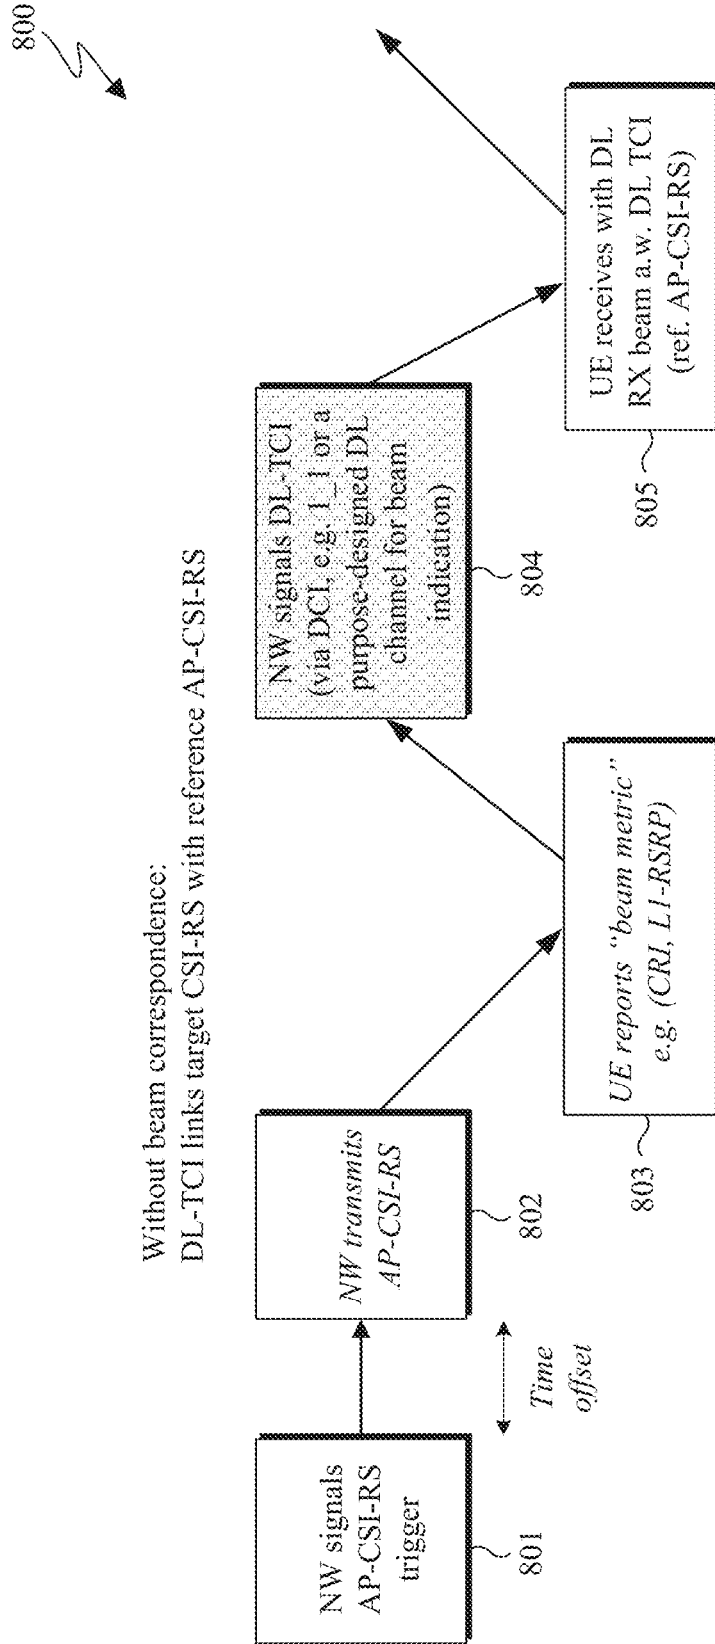 800
Without beam correspondence:
DL-TCI links target CSI-RS with reference AP-CSI-RS
NW signals
AP-CSI-RS
trigger
801
Time
offset
NW transmits
AP-CSI-RS
802
UE reports “beam metric”
e.g. (CRI, L1-RSRP)
803
NW signals DL-TCI
(via DCI, e.g. 1_1 or a
purpose-designed DL
channel for beam
indication)
804
UE receives with DL
RX beam a.w. DL TCI
(ref. AP-CSI-RS)
805